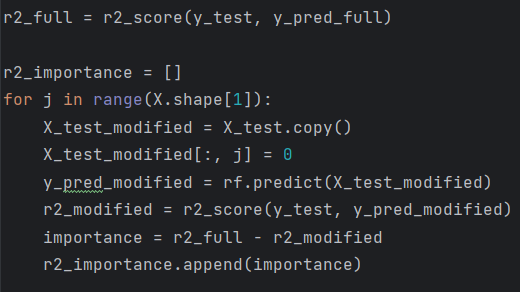 r2_full = r2_score(y_test, y_pred_full)
r2_importance = []
for j in range(X.shape[1]):
    X_test_modified = X_test.copy()
    X_test_modified[:, j] = 0
    y_pred_modified = rf.predict(X_test_modified)
    r2_modified = r2_score(y_test, y_pred_modified)
    importance = r2_full - r2_modified
    r2_importance.append(importance)